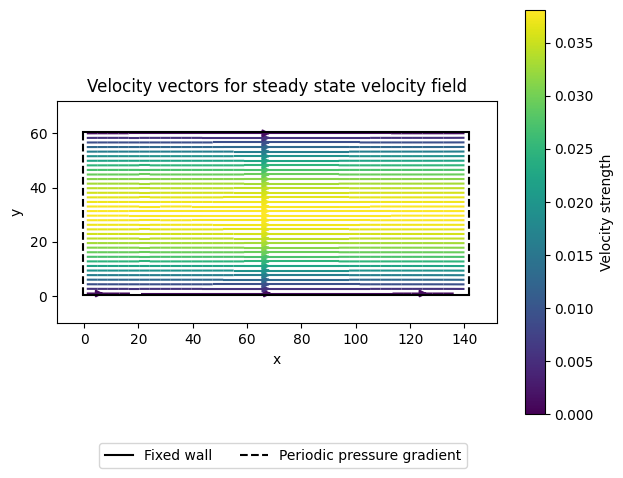 Velocity vectors for steady state velocity field
y
60
40
20
0
0 20 40 60 80 100 120 140
x
0.035
0.030
0.025
0.020
0.015
0.010
0.005
0.000
Velocity strength
Fixed wall Periodic pressure gradient